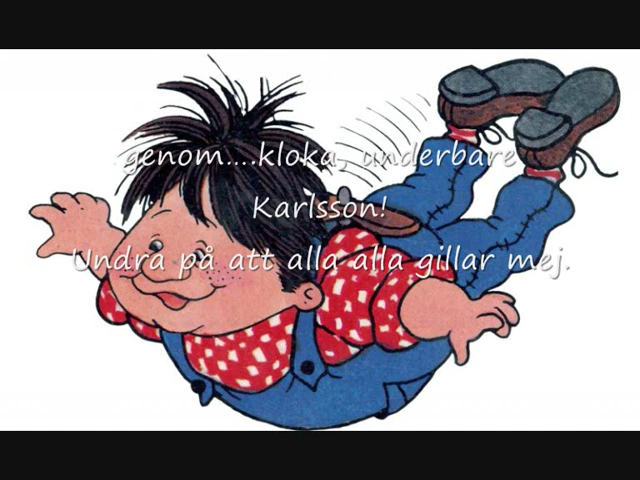 genom....kloka, underbare
Karlsson!
Undra på att alla alla gillar mej.